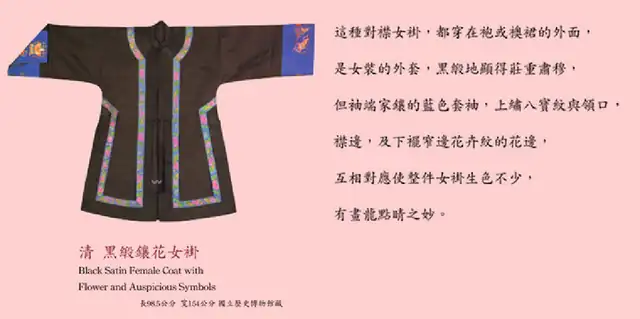 這種對襟女褂，都穿在袍或襖裙的外面，
是女裝的外套，黑緞地顯得莊重肅穆，
但袖端家鑲的藍色套袖，上繡八寶紋與領口，
襟邊，及下襬窄邊花卉紋的花邊，
互相對應使整件女褂生色不少，
有畫龍點睛之妙。
清 黑緞鑲花女褂
Black Satin Female Coat with
Flower and Auspicious Symbols
長98.5公分 寬154公分 國立歷史博物館藏